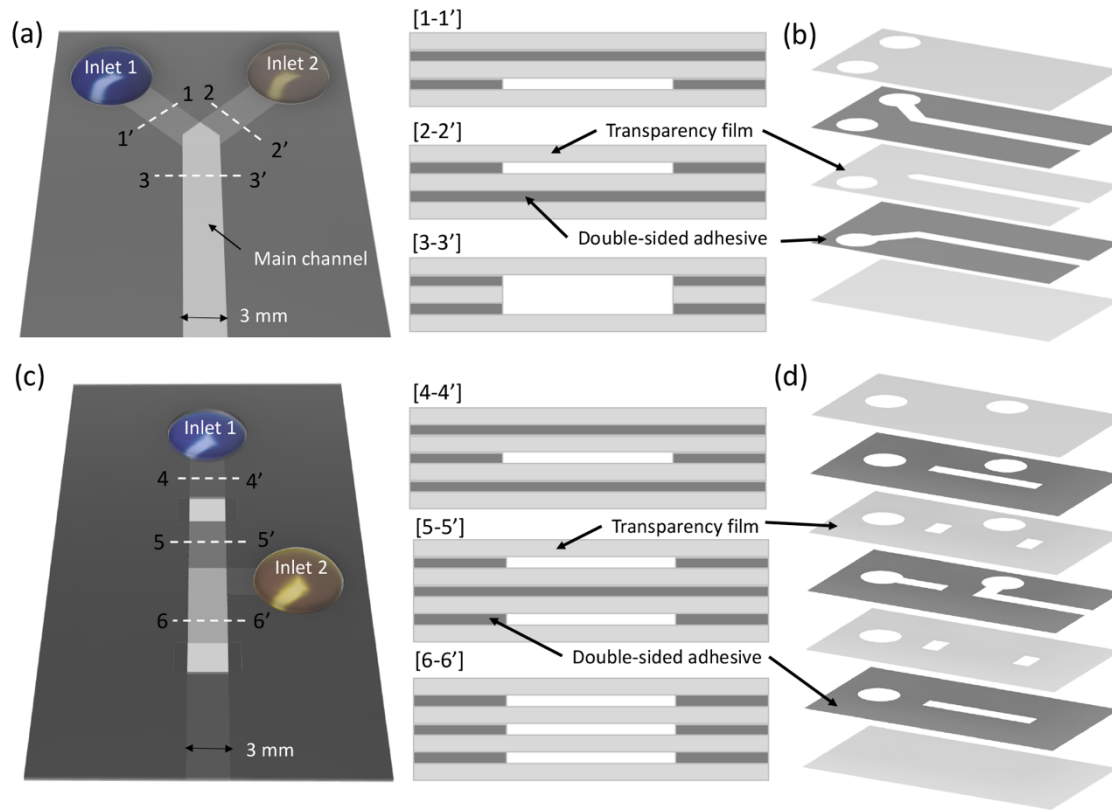 (a)
Inlet 1
Inlet 2
1
2
1’
2’
3
3’
Main channel
3 mm
[1-1’]
[2-2’]
Transparency film
Double-sided adhesive
[3-3’]
(b)
(c)
Inlet 1
4
4’
5
5’
Inlet 2
6
6’
3 mm
[4-4’]
[5-5’]
Transparency film
Double-sided adhesive
[6-6’]
(d)